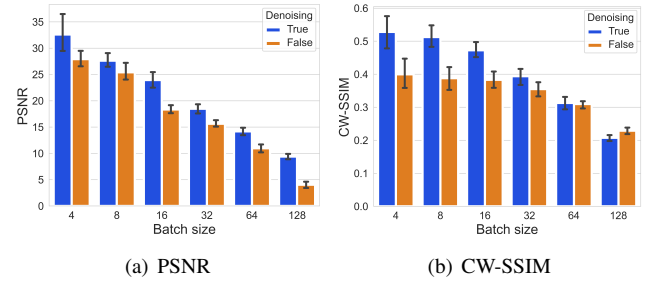 Denoising
True
False
35
30
25
20
15
10
5
0
PSNR
4 8 16 32 64 128
Batch size
(a) PSNR
Denoising
True
False
0.6
0.5
0.4
0.3
0.2
0.1
0.0
CW-SSIM
4 8 16 32 64 128
Batch size
(b) CW-SSIM